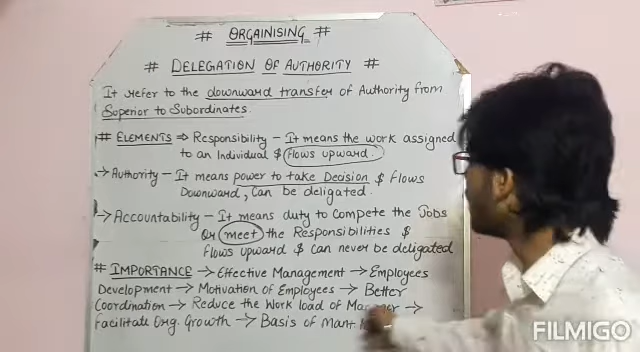 # ORGAINISING #
# DELEGATION OF AUTHORITY #
It refer to the downward transfer of Authority from
Superior to Subordinates.
# ELEMENTS ⇒ Responsibility - It means the work assigned
to an Individual $ flows upward.
→ Authority - It means power to take Decision $ flows
Downward, Can be deligated.
→ Accountability - It means duty to compete the Jobs
Or meet the Responsibilities $
flows upward $ Can never be deligated
# IMPORTANCE → Effective Management → Employees
Development → Motivation of Employees → Better
Coordination → Reduce the Work load of Manager →
Facilitate Org. Growth → Basis of Mant
FILMIGO